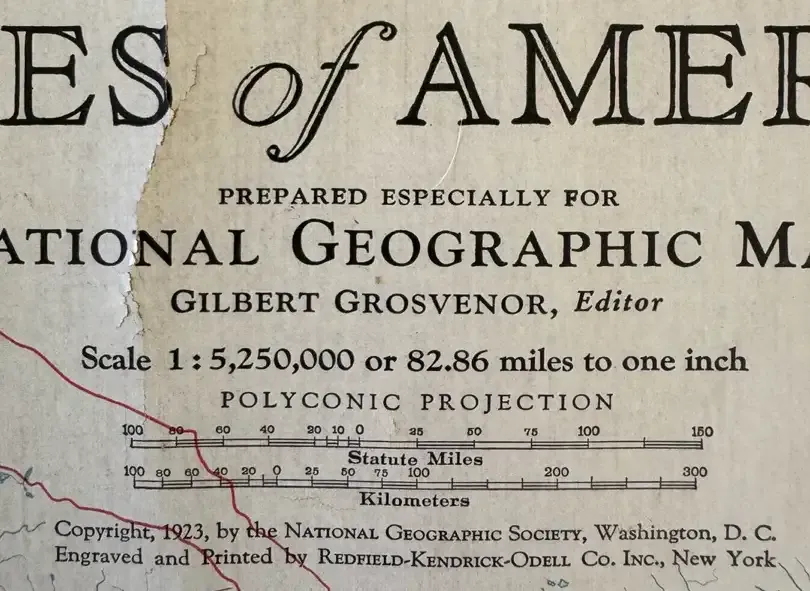 ES of AMER
PREPARED ESPECIALLY FOR
ATIONAL GEOGRAPHIC MA
GILBERT GROSVENOR, Editor
Scale 1:5,250,000 or 82.86 miles to one inch
POLYCONIC PROJECTION
100 80 60 40 20 10 0 25 50 75 100 150
Statute Miles
100 80 60 40 20 0 25 50 75 100 200 300
Kilometers
Copyright, 1923, by the NATIONAL GEOGRAPHIC SOCIETY, Washington, D. C.
Engraved and Printed by REDFIELD-KENDRICK-ODELL CO. INC., New York